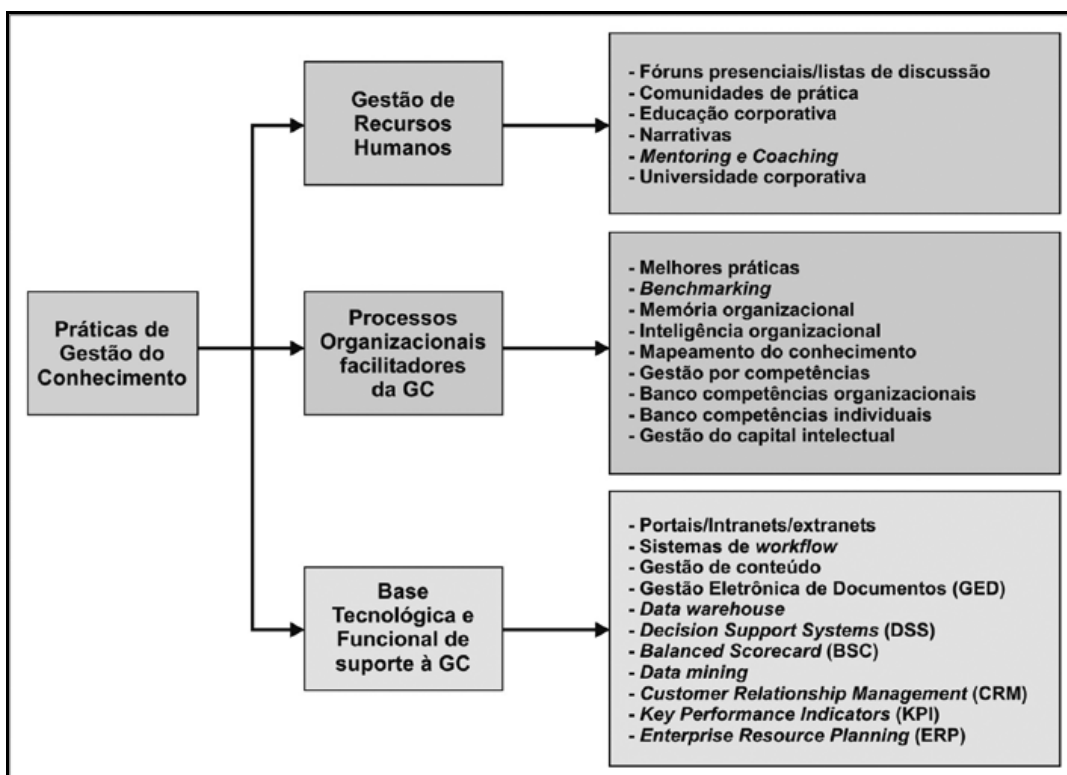 Gestão de
Recursos
Humanos
- Fóruns presenciais/listas de discussão
- Comunidades de prática
- Educação corporativa
- Narrativas
- Mentoring e Coaching
- Universidade corporativa
Práticas de
Gestão do
Conhecimento
Processos
Organizacionais
facilitadores
da GC
- Melhores práticas
- Benchmarking
- Memória organizacional
- Inteligência organizacional
- Mapeamento do conhecimento
- Gestão por competências
- Banco competências organizacionais
- Banco competências individuais
- Gestão do capital intelectual
Base
Tecnológica e
Funcional de
suporte à GC
- Portais/Intranets/extranets
- Sistemas de workflow
- Gestão de conteúdo
- Gestão Eletrônica de Documentos (GED)
- Data warehouse
- Decision Support Systems (DSS)
- Balanced Scorecard (BSC)
- Data mining
- Customer Relationship Management (CRM)
- Key Performance Indicators (KPI)
- Enterprise Resource Planning (ERP)